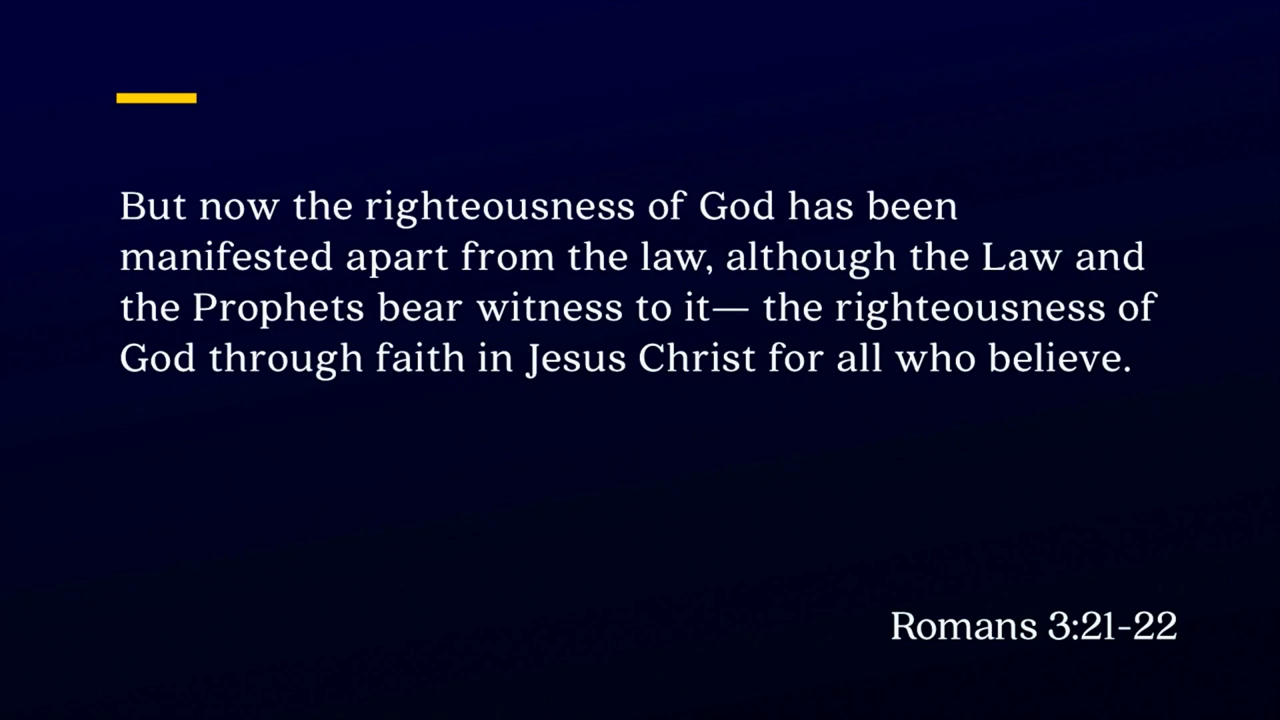 But now the righteousness of God has been
manifested apart from the law, although the Law and
the Prophets bear witness to it— the righteousness of
God through faith in Jesus Christ for all who believe.
Romans 3:21-22